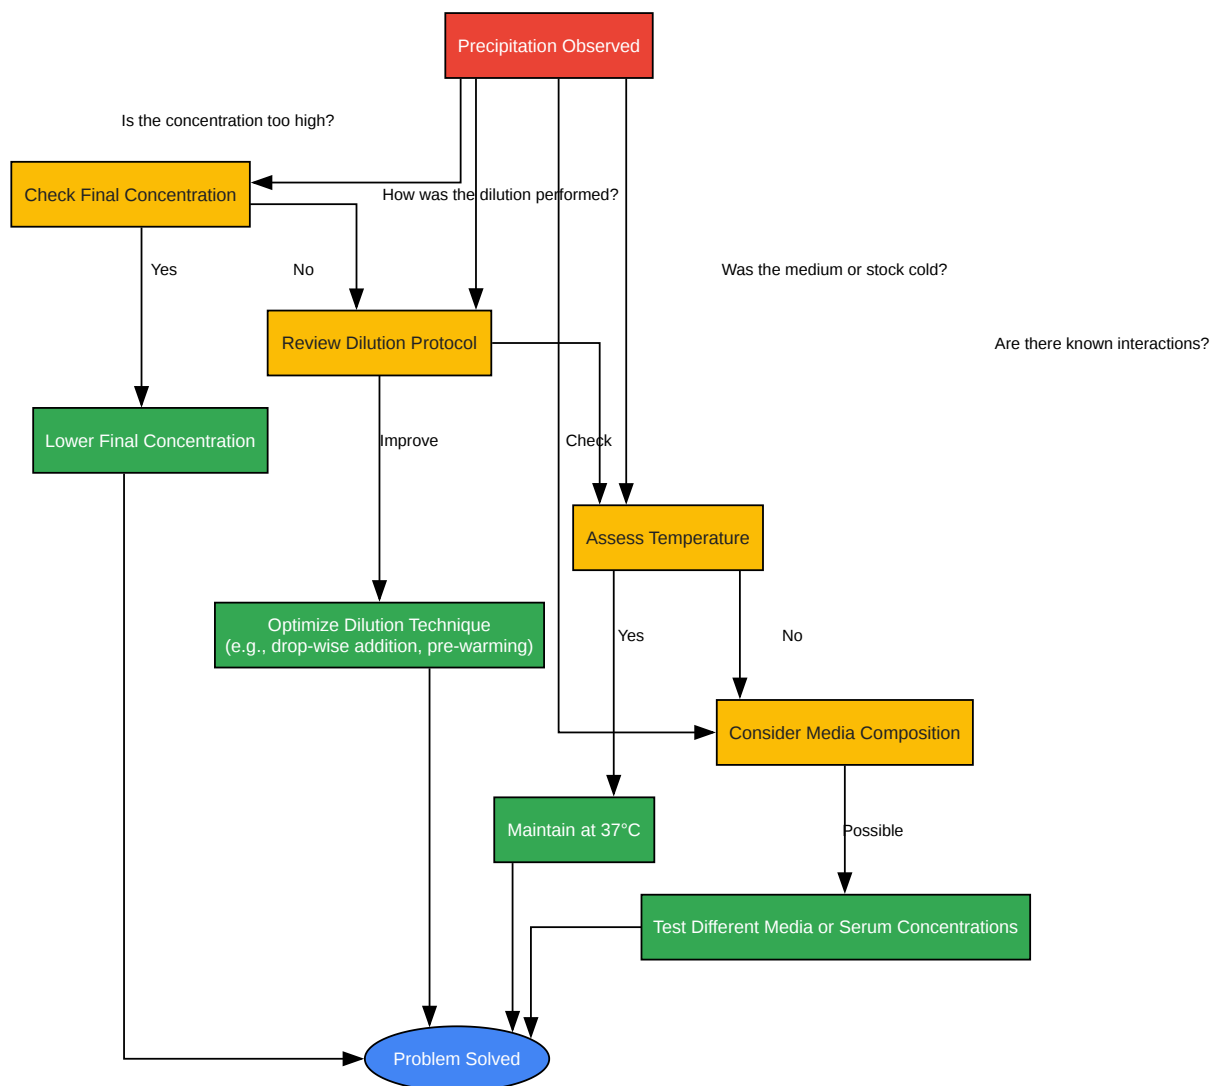 Precipitation Observed
Is the concentration too high?
Check Final Concentration
How was the dilution performed?
Yes
No
Was the medium or stock cold?
Review Dilution Protocol
Are there known interactions?
Lower Final Concentration
Improve
Check
Assess Temperature
Optimize Dilution Technique
(e.g., drop-wise addition, pre-warming)
Yes
No
Consider Media Composition
Maintain at 37°C
Possible
Test Different Media or Serum Concentrations
Problem Solved